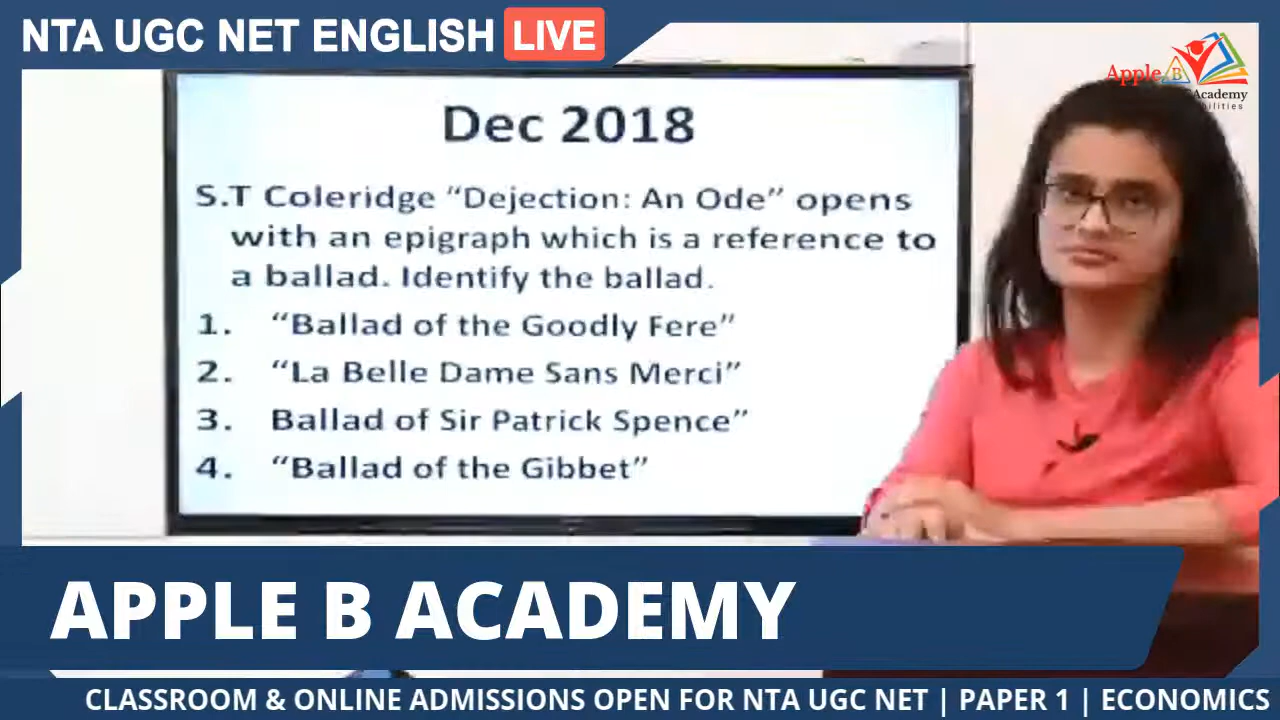 NTA UGC NET ENGLISH LIVE
Apple B
Academy
Dec 2018
S.T Coleridge “Dejection: An Ode” opens
with an epigraph which is a reference to
a ballad. Identify the ballad.
1. “Ballad of the Goodly Fere”
2. “La Belle Dame Sans Merci”
3. Ballad of Sir Patrick Spence”
4. “Ballad of the Gibbet”
APPLE B ACADEMY
CLASSROOM & ONLINE ADMISSIONS OPEN FOR NTA UGC NET | PAPER 1 | ECONOMICS